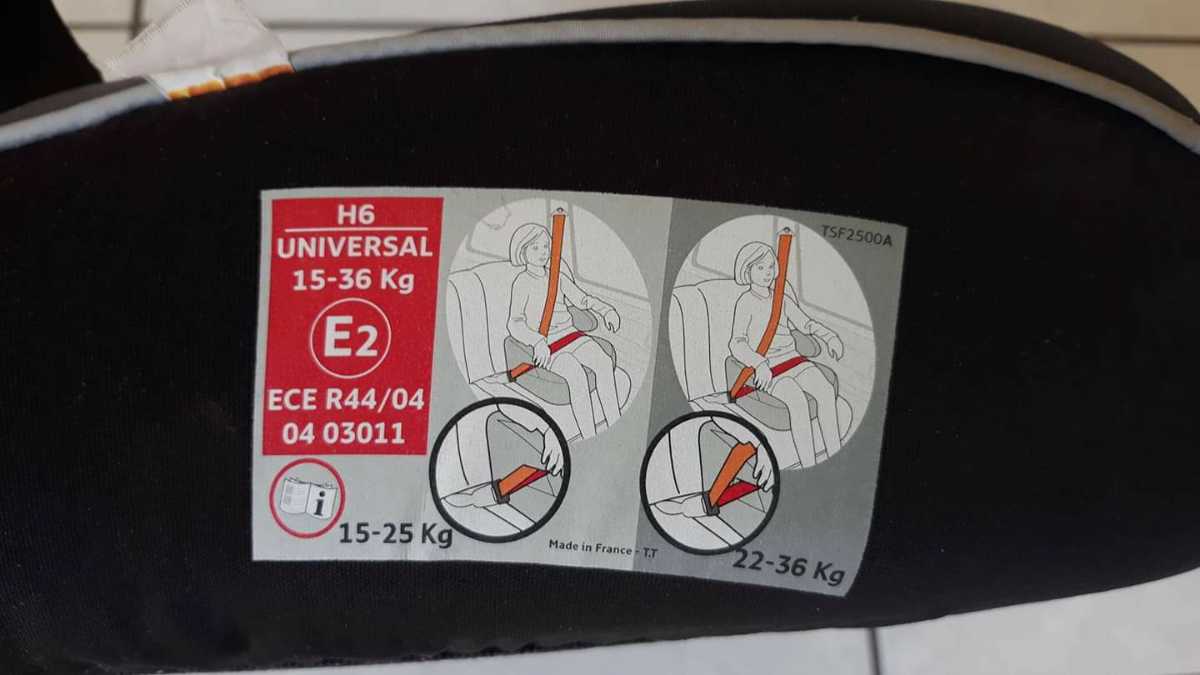 H6
UNIVERSAL
15-36 Kg
E2
ECE R44/04
04 03011
i
15-25 Kg
Made in France - T.T
TSF2500A
22-36 Kg